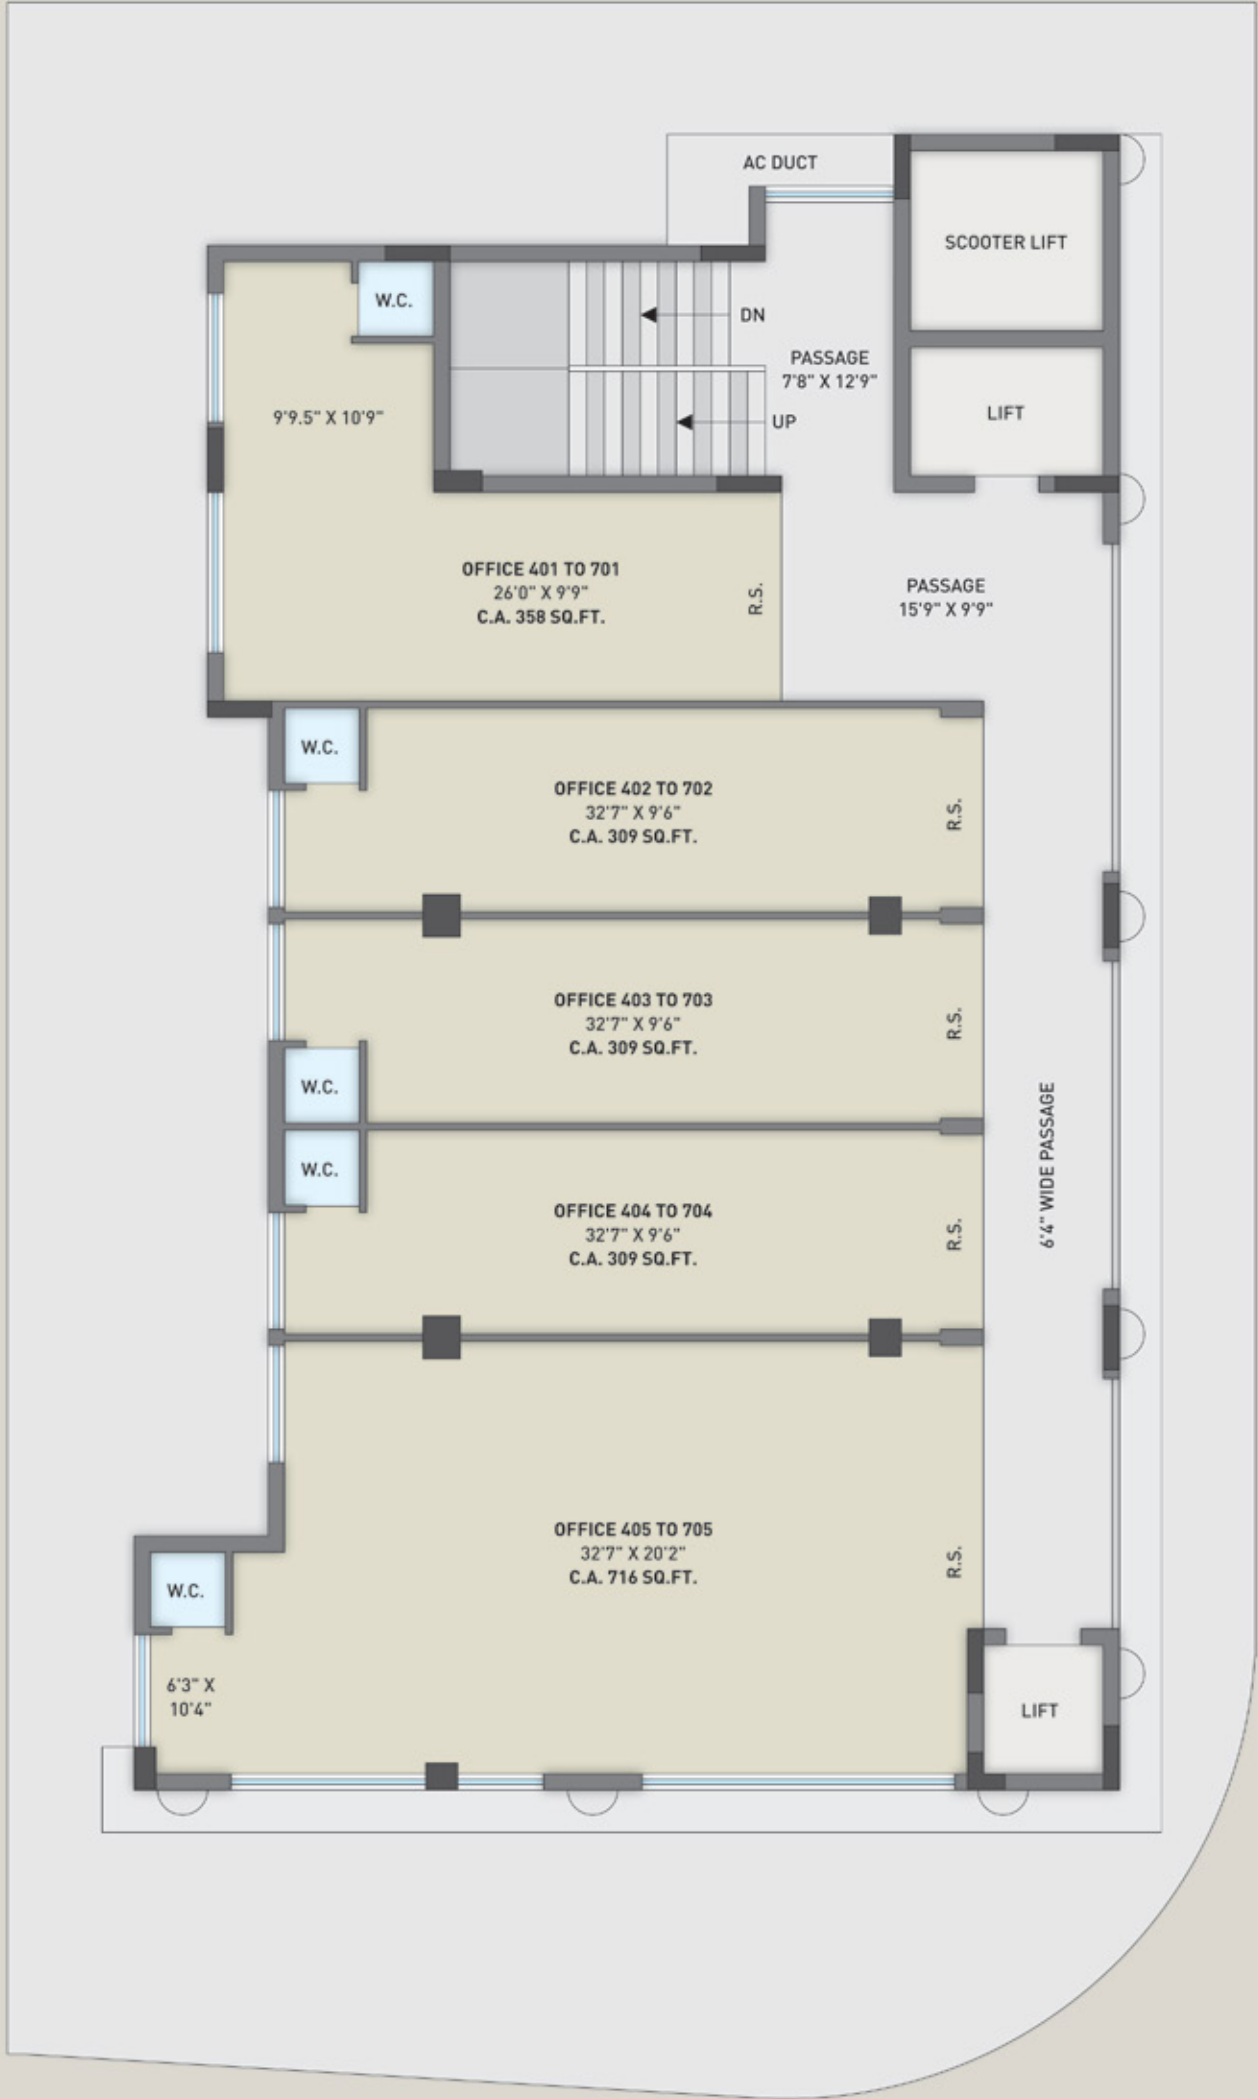 AC DUCT
SCOOTER LIFT
W.C.
DN
PASSAGE
7'8" X 12'9"
9'9.5" X 10'9"
UP
LIFT
OFFICE 401 TO 701
26'0" X 9'9"
C.A. 358 SQ.FT.
R.S.
PASSAGE
15'9" X 9'9"
W.C.
OFFICE 402 TO 702
32'7" X 9'6"
C.A. 309 SQ.FT.
R.S.
OFFICE 403 TO 703
32'7" X 9'6"
C.A. 309 SQ.FT.
R.S.
W.C.
6'4" WIDE PASSAGE
W.C.
OFFICE 404 TO 704
32'7" X 9'6"
C.A. 309 SQ.FT.
R.S.
OFFICE 405 TO 705
32'7" X 20'2"
C.A. 716 SQ.FT.
R.S.
W.C.
6'3" X
10'4"
LIFT